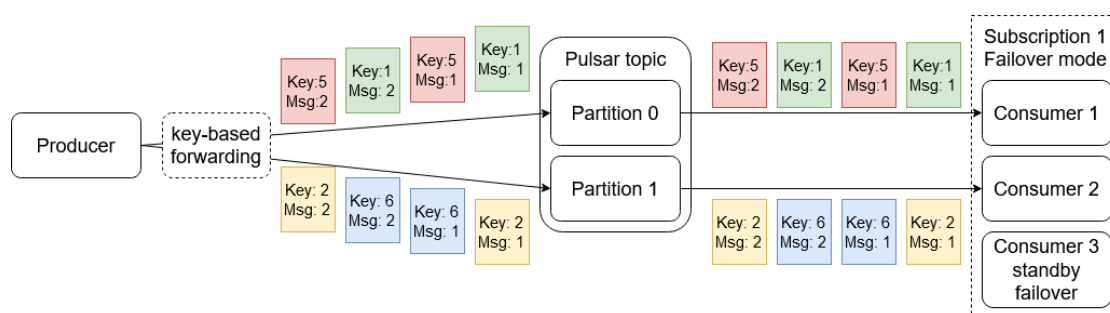 Producer
key-based
forwarding
Key:5
Msg:2
Key:1
Msg: 2
Key:5
Msg:1
Key:1
Msg: 1
Key: 2
Msg: 2
Key: 6
Msg: 2
Key: 6
Msg: 1
Key: 2
Msg: 1
Pulsar topic
Partition 0
Partition 1
Key:5
Msg:2
Key:1
Msg: 2
Key:5
Msg:1
Key:1
Msg: 1
Key: 2
Msg: 2
Key: 6
Msg: 2
Key: 6
Msg: 1
Key: 2
Msg: 1
Subscription 1
Failover mode
Consumer 1
Consumer 2
Consumer 3
standby
failover